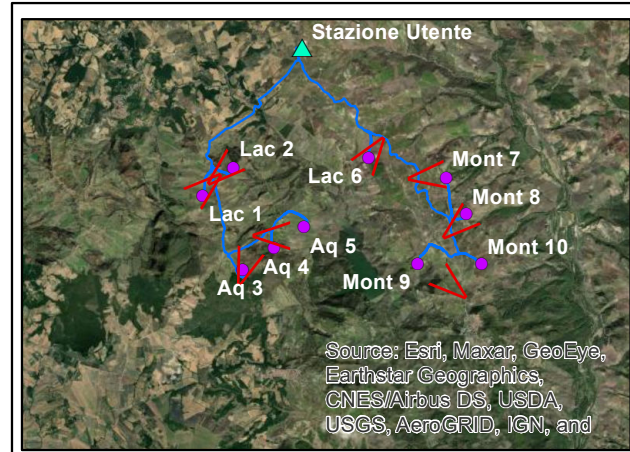 Stazione Utente
Lac 2
Lac 6
Mont 7
Mont 8
Lac 1
Aq 5
Aq 4
Mont 10
Mont 9
Aq 3
Source: Esri, Maxar, GeoEye,
Earthstar Geographics,
CNES/Airbus DS, USDA,
USGS, AeroGRID, IGN, and